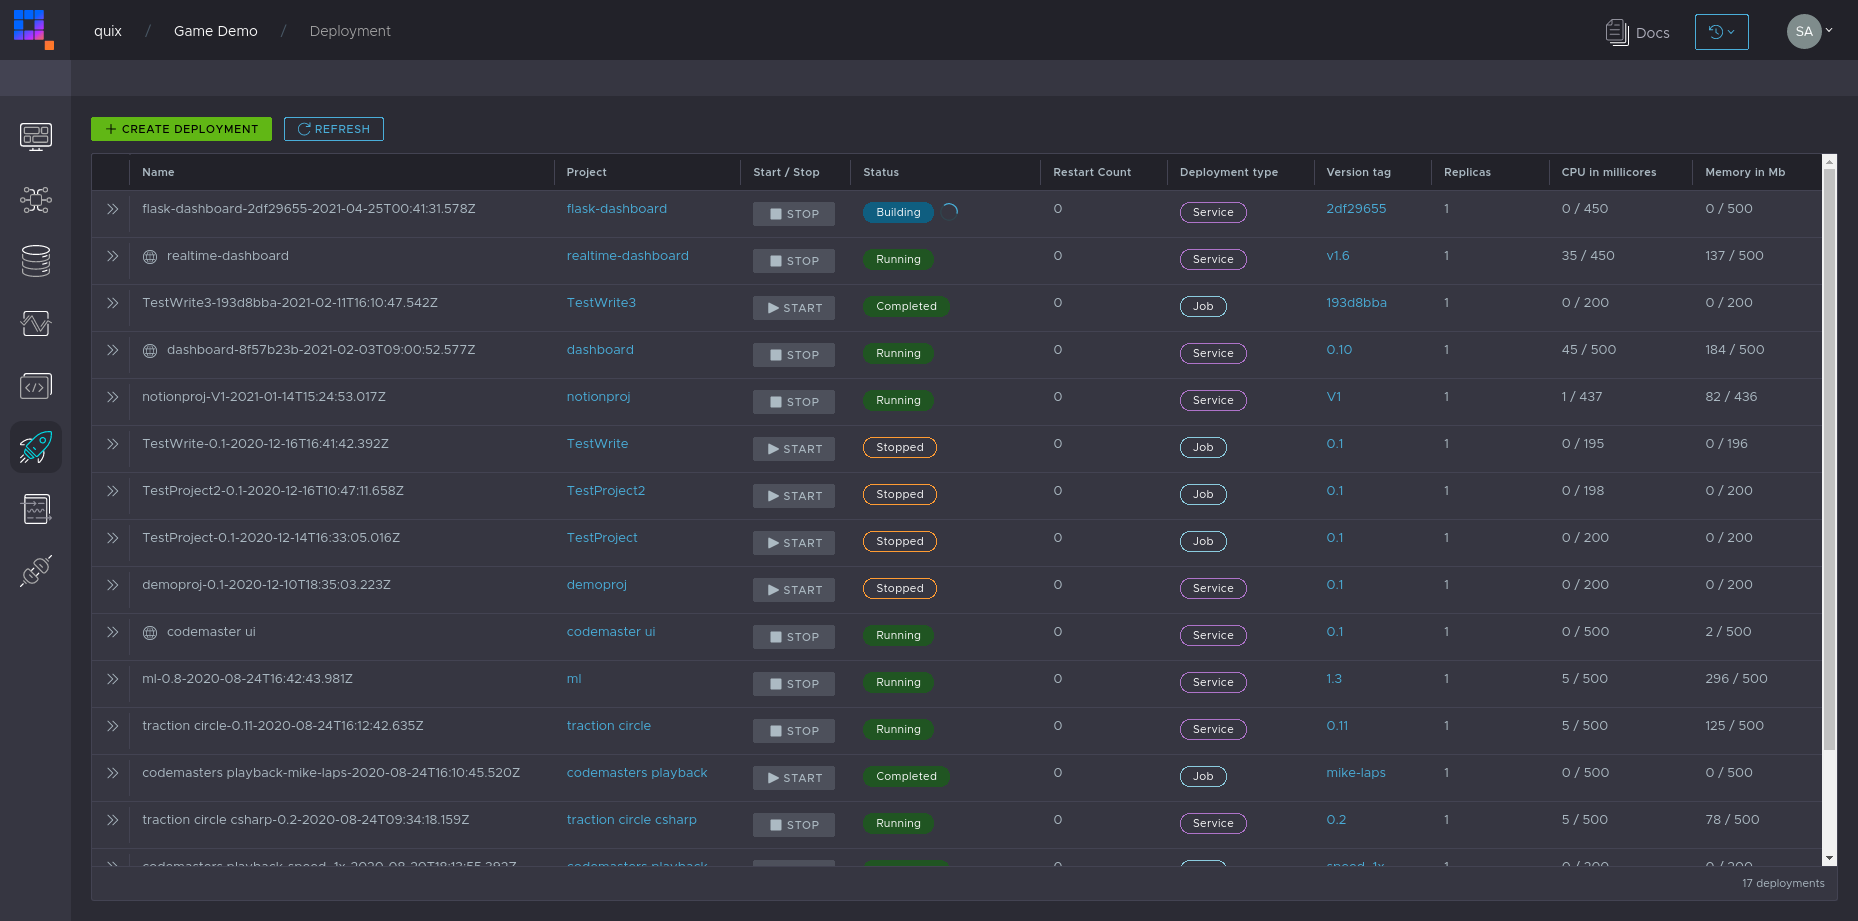 quix / Game Demo / Deployment Docs SA
CREATE DEPLOYMENT REFRESH
Name Project Start / Stop Status Restart Count Deployment type Version tag Replicas CPU in millicores Memory in Mb
flask-dashboard-2df29655-2021-04-25T00:41:31.578Z flask-dashboard STOP Building 0 Service 2df29655 1 0 / 450 0 / 500
realtime-dashboard realtime-dashboard STOP Running 0 Service v1.6 1 35 / 450 137 / 500
TestWrite3-193d8bba-2021-02-11T16:10:47.542Z TestWrite3 START Completed 0 Job 193d8bba 1 0 / 200 0 / 200
dashboard-8f57b23b-2021-02-03T09:00:52.577Z dashboard STOP Running 0 Service 0.10 1 45 / 500 184 / 500
notionproj-V1-2021-01-14T15:24:53.017Z notionproj STOP Running 0 Service V1 1 1 / 437 82 / 436
TestWrite-0.1-2020-12-16T16:41:42.392Z TestWrite START Stopped 0 Job 0.1 1 0 / 195 0 / 196
TestProject2-0.1-2020-12-16T10:47:11.658Z TestProject2 START Stopped 0 Job 0.1 1 0 / 198 0 / 200
TestProject-0.1-2020-12-14T16:33:05.016Z TestProject START Stopped 0 Job 0.1 1 0 / 200 0 / 200
demoproj-0.1-2020-12-10T18:35:03.223Z demoproj START Stopped 0 Service 0.1 1 0 / 200 0 / 200
codemaster ui codemaster ui STOP Running 0 Service 0.1 1 0 / 500 2 / 500
ml-0.8-2020-08-24T16:42:43.981Z ml STOP Running 0 Service 1.3 1 5 / 500 296 / 500
traction circle-0.11-2020-08-24T16:12:42.635Z traction circle STOP Running 0 Service 0.11 1 5 / 500 125 / 500
codemasters playback-mike-laps-2020-08-24T16:10:45.520Z codemasters playback START Completed 0 Job mike-laps 1 0 / 500 0 / 500
traction circle csharp-0.2-2020-08-24T09:34:18.159Z traction circle csharp STOP Running 0 Service 0.2 1 5 / 500 78 / 500
codemasters playback codemasters playback
17 deployments